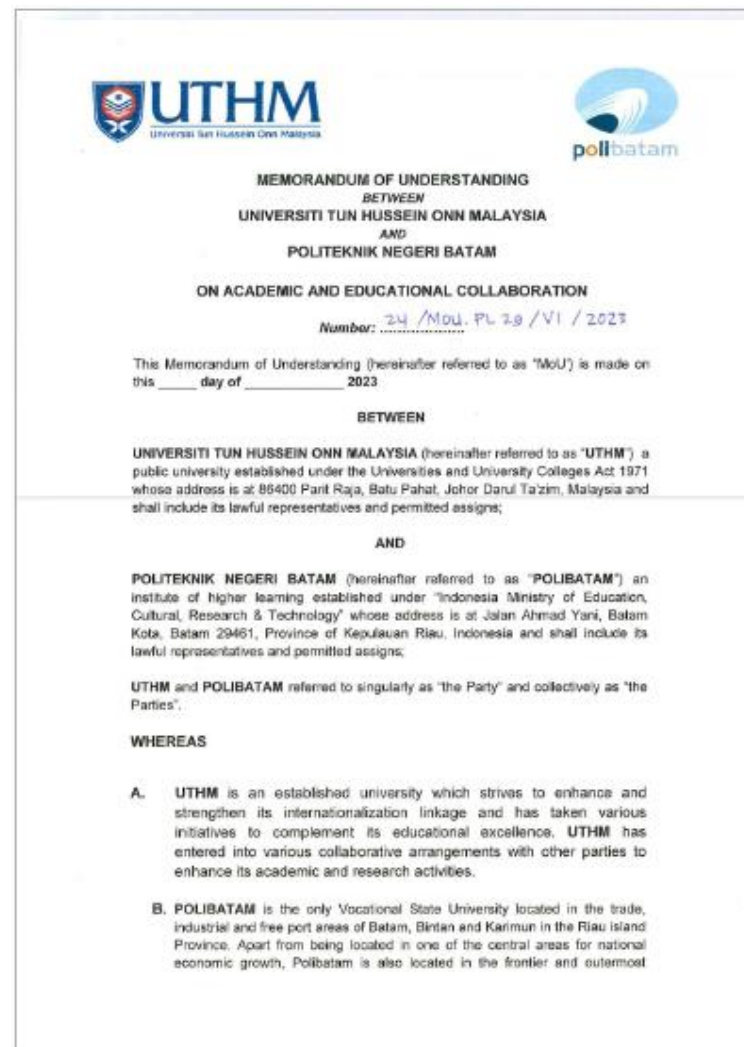 UTHM
Universiti Tun Hussein Onn Malaysia
polibatam
MEMORANDUM OF UNDERSTANDING
BETWEEN
UNIVERSITI TUN HUSSEIN ONN MALAYSIA
AND
POLITEKNIK NEGERI BATAM
ON ACADEMIC AND EDUCATIONAL COLLABORATION
Number: 24 /MOU. PL 29 / VI / 2023
This Memorandum of Understanding (hereinafter referred to as "MoU') is made on
this _____ day of _____________ 2023
BETWEEN
UNIVERSITI TUN HUSSEIN ONN MALAYSIA (hereinafter referred to as "UTHM") a
public university established under the Universities and University Colleges Act 1971
whose address is at 86400 Parit Raja, Batu Pahat, Johor Darul Ta'zim, Malaysia and
shall include its lawful representatives and permitted assigns;
AND
POLITEKNIK NEGERI BATAM (hereinafter referred to as "POLIBATAM") an
institute of higher learning established under "Indonesia Ministry of Education,
Cultural, Research & Technology" whose address is at Jalan Ahmad Yani, Batam
Kota, Batam 29461, Province of Kepulauan Riau, Indonesia and shall include its
lawful representatives and permitted assigns;
UTHM and POLIBATAM referred to singularly as "the Party" and collectively as "the
Parties".
WHEREAS
A. UTHM is an established university which strives to enhance and
strengthen its internationalization linkage and has taken various
initiatives to complement its educational excellence. UTHM has
entered into various collaborative arrangements with other parties to
enhance its academic and research activities.
B. POLIBATAM is the only Vocational State University located in the trade,
industrial and free port areas of Batam, Bintan and Karimun in the Riau island
Province. Apart from being located in one of the central areas for national
economic growth, Polibatam is also located in the frontier and outermost